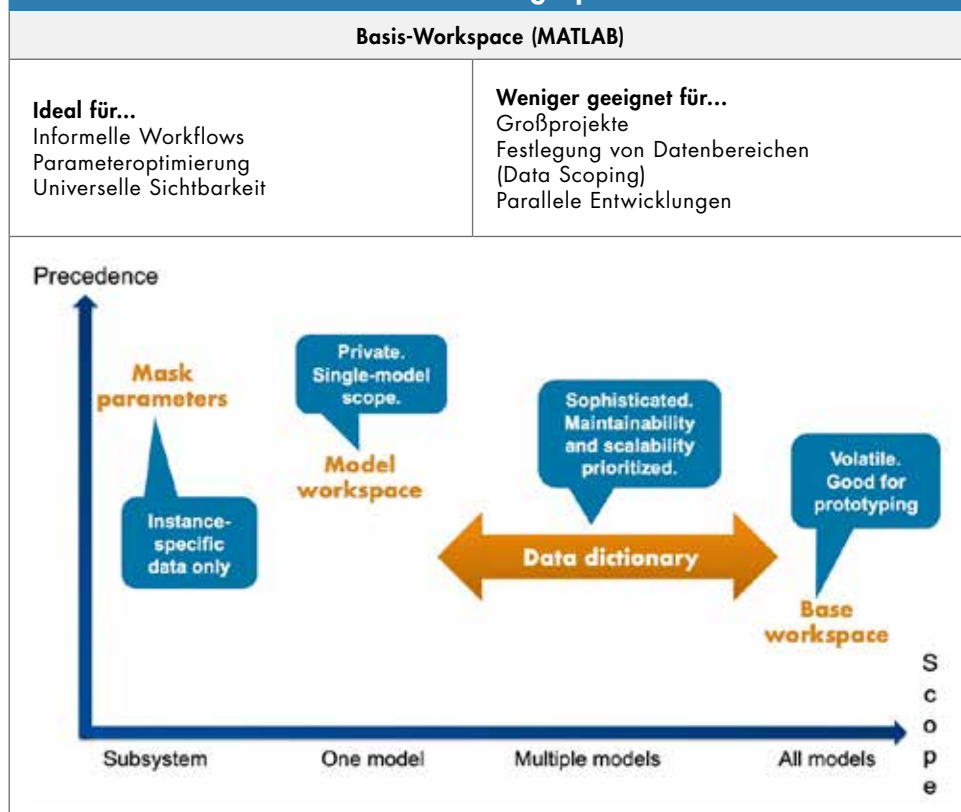 Basis-Workspace (MATLAB)
Ideal für...
Informelle Workflows
Parameteroptimierung
Universelle Sichtbarkeit
Weniger geeignet für...
Großprojekte
Festlegung von Datenbereichen
(Data Scoping)
Parallele Entwicklungen
Precedence
Mask
parameters
Instance-
specific
data only
Private.
Single-model
scope.
Model
workspace
Sophisticated.
Maintainability
and scalability
prioritized.
Data dictionary
Volatile.
Good for
prototyping
Base
workspace
Subsystem
One model
Multiple models
All models
S
c
o
p
e